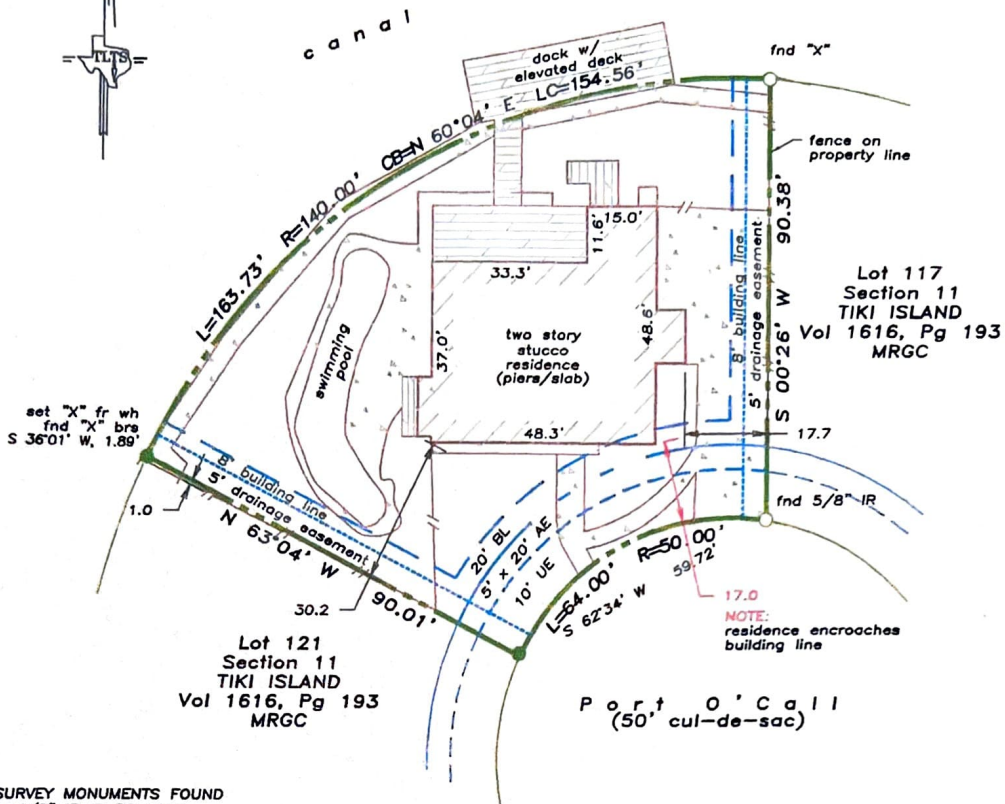 canal
TLTS
dock w/
elevated deck
fnd "X"
CB=N 60°04' E LC=154.56'
fence on
property line
R=140.00'
L=163.73'
15.0'
11.6'
33.3'
37.0'
48.6'
two story
stucco
residence
(piers/slab)
48.3'
swimming
pool
8' building line
5' drainage easement
S 00°26' W 90.38'
Lot 117
Section 11
TIKI ISLAND
Vol 1616, Pg 193
MRGC
17.7
set "X" fr wh
fnd "X" brs
S 36°01' W, 1.89'
8' building line
5' drainage easement
1.0
N 63°04' W 90.01'
30.2
20' BL
5' x 20' AE
10' UE
fnd 5/8" IR
R=50.00'
L=64.00'
S 62°34' W 59.72'
17.0
NOTE:
residence encroaches
building line
Lot 121
Section 11
TIKI ISLAND
Vol 1616, Pg 193
MRGC
Port O'Call
(50' cul-de-sac)
SURVEY MONUMENTS FOUND